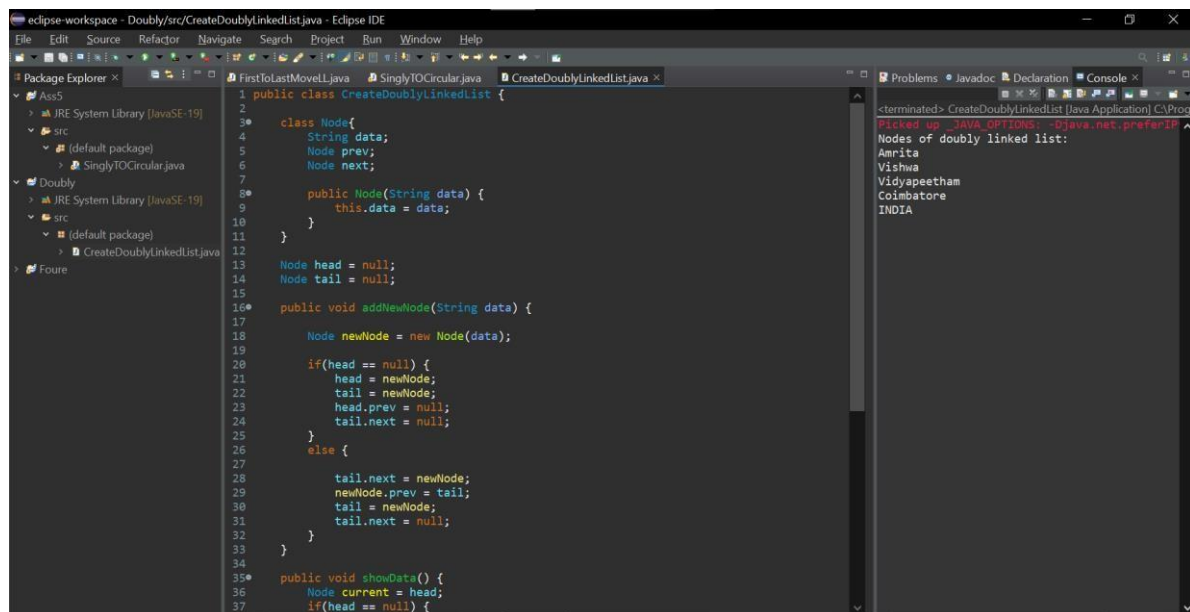 eclipse-workspace - Doubly/src/CreateDoublyLinkedList.java - Eclipse IDE
File Edit Source Refactor Navigate Search Project Run Window Help
Package Explorer
Ass5
JRE System Library [JavaSE-19]
src
(default package)
SinglyTOCircular.java
Doubly
JRE System Library [JavaSE-19]
src
(default package)
CreateDoublyLinkedList.java
Foure
FirstToLastMoveLL.java SinglyTOCircular.java CreateDoublyLinkedList.java
1 public class CreateDoublyLinkedList {
2
3 class Node{
4 String data;
5 Node prev;
6 Node next;
7
8 public Node(String data) {
9 this.data = data;
10 }
11 }
12
13 Node head = null;
14 Node tail = null;
15
16 public void addNewNode(String data) {
17
18 Node newNode = new Node(data);
19
20 if(head == null) {
21 head = newNode;
22 tail = newNode;
23 head.prev = null;
24 tail.next = null;
25 }
26 else {
27
28 tail.next = newNode;
29 newNode.prev = tail;
30 tail = newNode;
31 tail.next = null;
32 }
33 }
34
35 public void showData() {
36 Node current = head;
37 if(head == null) {
Problems Javadoc Declaration Console
<terminated> CreateDoublyLinkedList [Java Application] C:\Prog
Picked up _JAVA_OPTIONS: -Djava.net.preferIP
Nodes of doubly linked list:
Amrita
Vishwa
Vidyapeetham
Coimbatore
INDIA